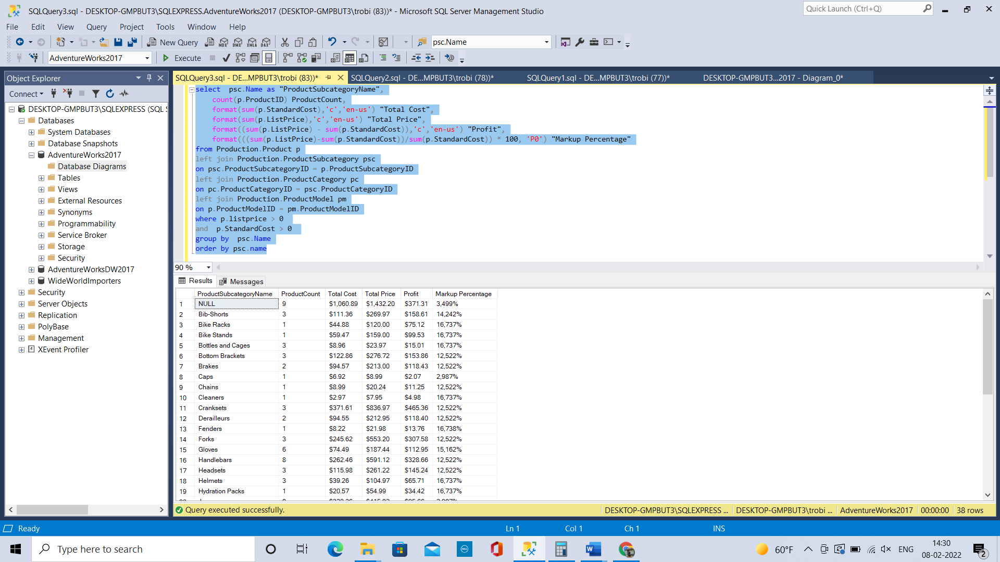 SQLQuery3.sql - DESKTOP-GMPBUT3\SQLEXPRESS.AdventureWorks2017 (DESKTOP-GMPBUT3\trobi (83))* - Microsoft SQL Server Management Studio
Quick Launch (Ctrl+Q)
File Edit View Query Project Tools Window Help
New Query MDX DMX XMLA DAX psc.Name
AdventureWorks2017 Execute
Object Explorer
SQLQuery3.sql - DE...MPBUT3\trobi (83))* SQLQuery2.sql - DE...MPBUT3\trobi (78))* SQLQuery1.sql - DE...MPBUT3\trobi (77))* DESKTOP-GMPBUT3...2017 - Diagram_0*
Connect
DESKTOP-GMPBUT3\SQLEXPRESS (SQL S
Databases
System Databases
Database Snapshots
AdventureWorks2017
Database Diagrams
Tables
Views
External Resources
Synonyms
Programmability
Service Broker
Storage
Security
AdventureWorksDW2017
WideWorldImporters
Security
Server Objects
Replication
PolyBase
Management
XEvent Profiler
select  psc.Name as "ProductSubcategoryName",
count(p.ProductID) ProductCount,
format(sum(p.StandardCost),'c','en-us') "Total Cost",
format(sum(p.ListPrice),'c','en-us') "Total Price",
format((sum(p.ListPrice) - sum(p.StandardCost)),'c','en-us') "Profit",
format(((sum(p.ListPrice)-sum(p.StandardCost))/sum(p.StandardCost)) * 100, 'P0') "Markup Percentage"
from Production.Product p
left join Production.ProductSubcategory psc
on psc.ProductSubcategoryID = p.ProductSubcategoryID
left join Production.ProductCategory pc
on pc.ProductCategoryID = psc.ProductCategoryID
left join Production.ProductModel pm
on p.ProductModelID = pm.ProductModelID
where p.listprice > 0
and  p.StandardCost > 0
group by  psc.Name
order by psc.name
90 %
Results Messages
ProductSubcategoryName ProductCount Total Cost Total Price Profit Markup Percentage
1 NULL 9 $1,060.89 $1,432.20 $371.31 3,499%
2 Bib-Shorts 3 $111.36 $269.97 $158.61 14,242%
3 Bike Racks 1 $44.88 $120.00 $75.12 16,737%
4 Bike Stands 1 $59.47 $159.00 $99.53 16,737%
5 Bottles and Cages 3 $8.96 $23.97 $15.01 16,737%
6 Bottom Brackets 3 $122.86 $276.72 $153.86 12,522%
7 Brakes 2 $94.57 $213.00 $118.43 12,522%
8 Caps 1 $6.92 $8.99 $2.07 2,987%
9 Chains 1 $8.99 $20.24 $11.25 12,522%
10 Cleaners 1 $2.97 $7.95 $4.98 16,737%
11 Cranksets 3 $371.61 $836.97 $465.36 12,522%
12 Derailleurs 2 $94.55 $212.95 $118.40 12,522%
13 Fenders 1 $8.22 $21.98 $13.76 16,738%
14 Forks 3 $245.62 $553.20 $307.58 12,522%
15 Gloves 6 $74.49 $187.44 $112.95 15,162%
16 Handlebars 8 $262.46 $591.12 $328.66 12,522%
17 Headsets 3 $115.98 $261.22 $145.24 12,522%
18 Helmets 3 $39.26 $104.97 $65.71 16,737%
19 Hydration Packs 1 $20.57 $54.99 $34.42 16,737%
Query executed successfully. DESKTOP-GMPBUT3\SQLEXPRESS ... DESKTOP-GMPBUT3\trobi ... AdventureWorks2017 00:00:00 38 rows
Ready Ln 1 Col 1 Ch 1 INS
Type here to search 60°F ENG 14:30
08-02-2022 2